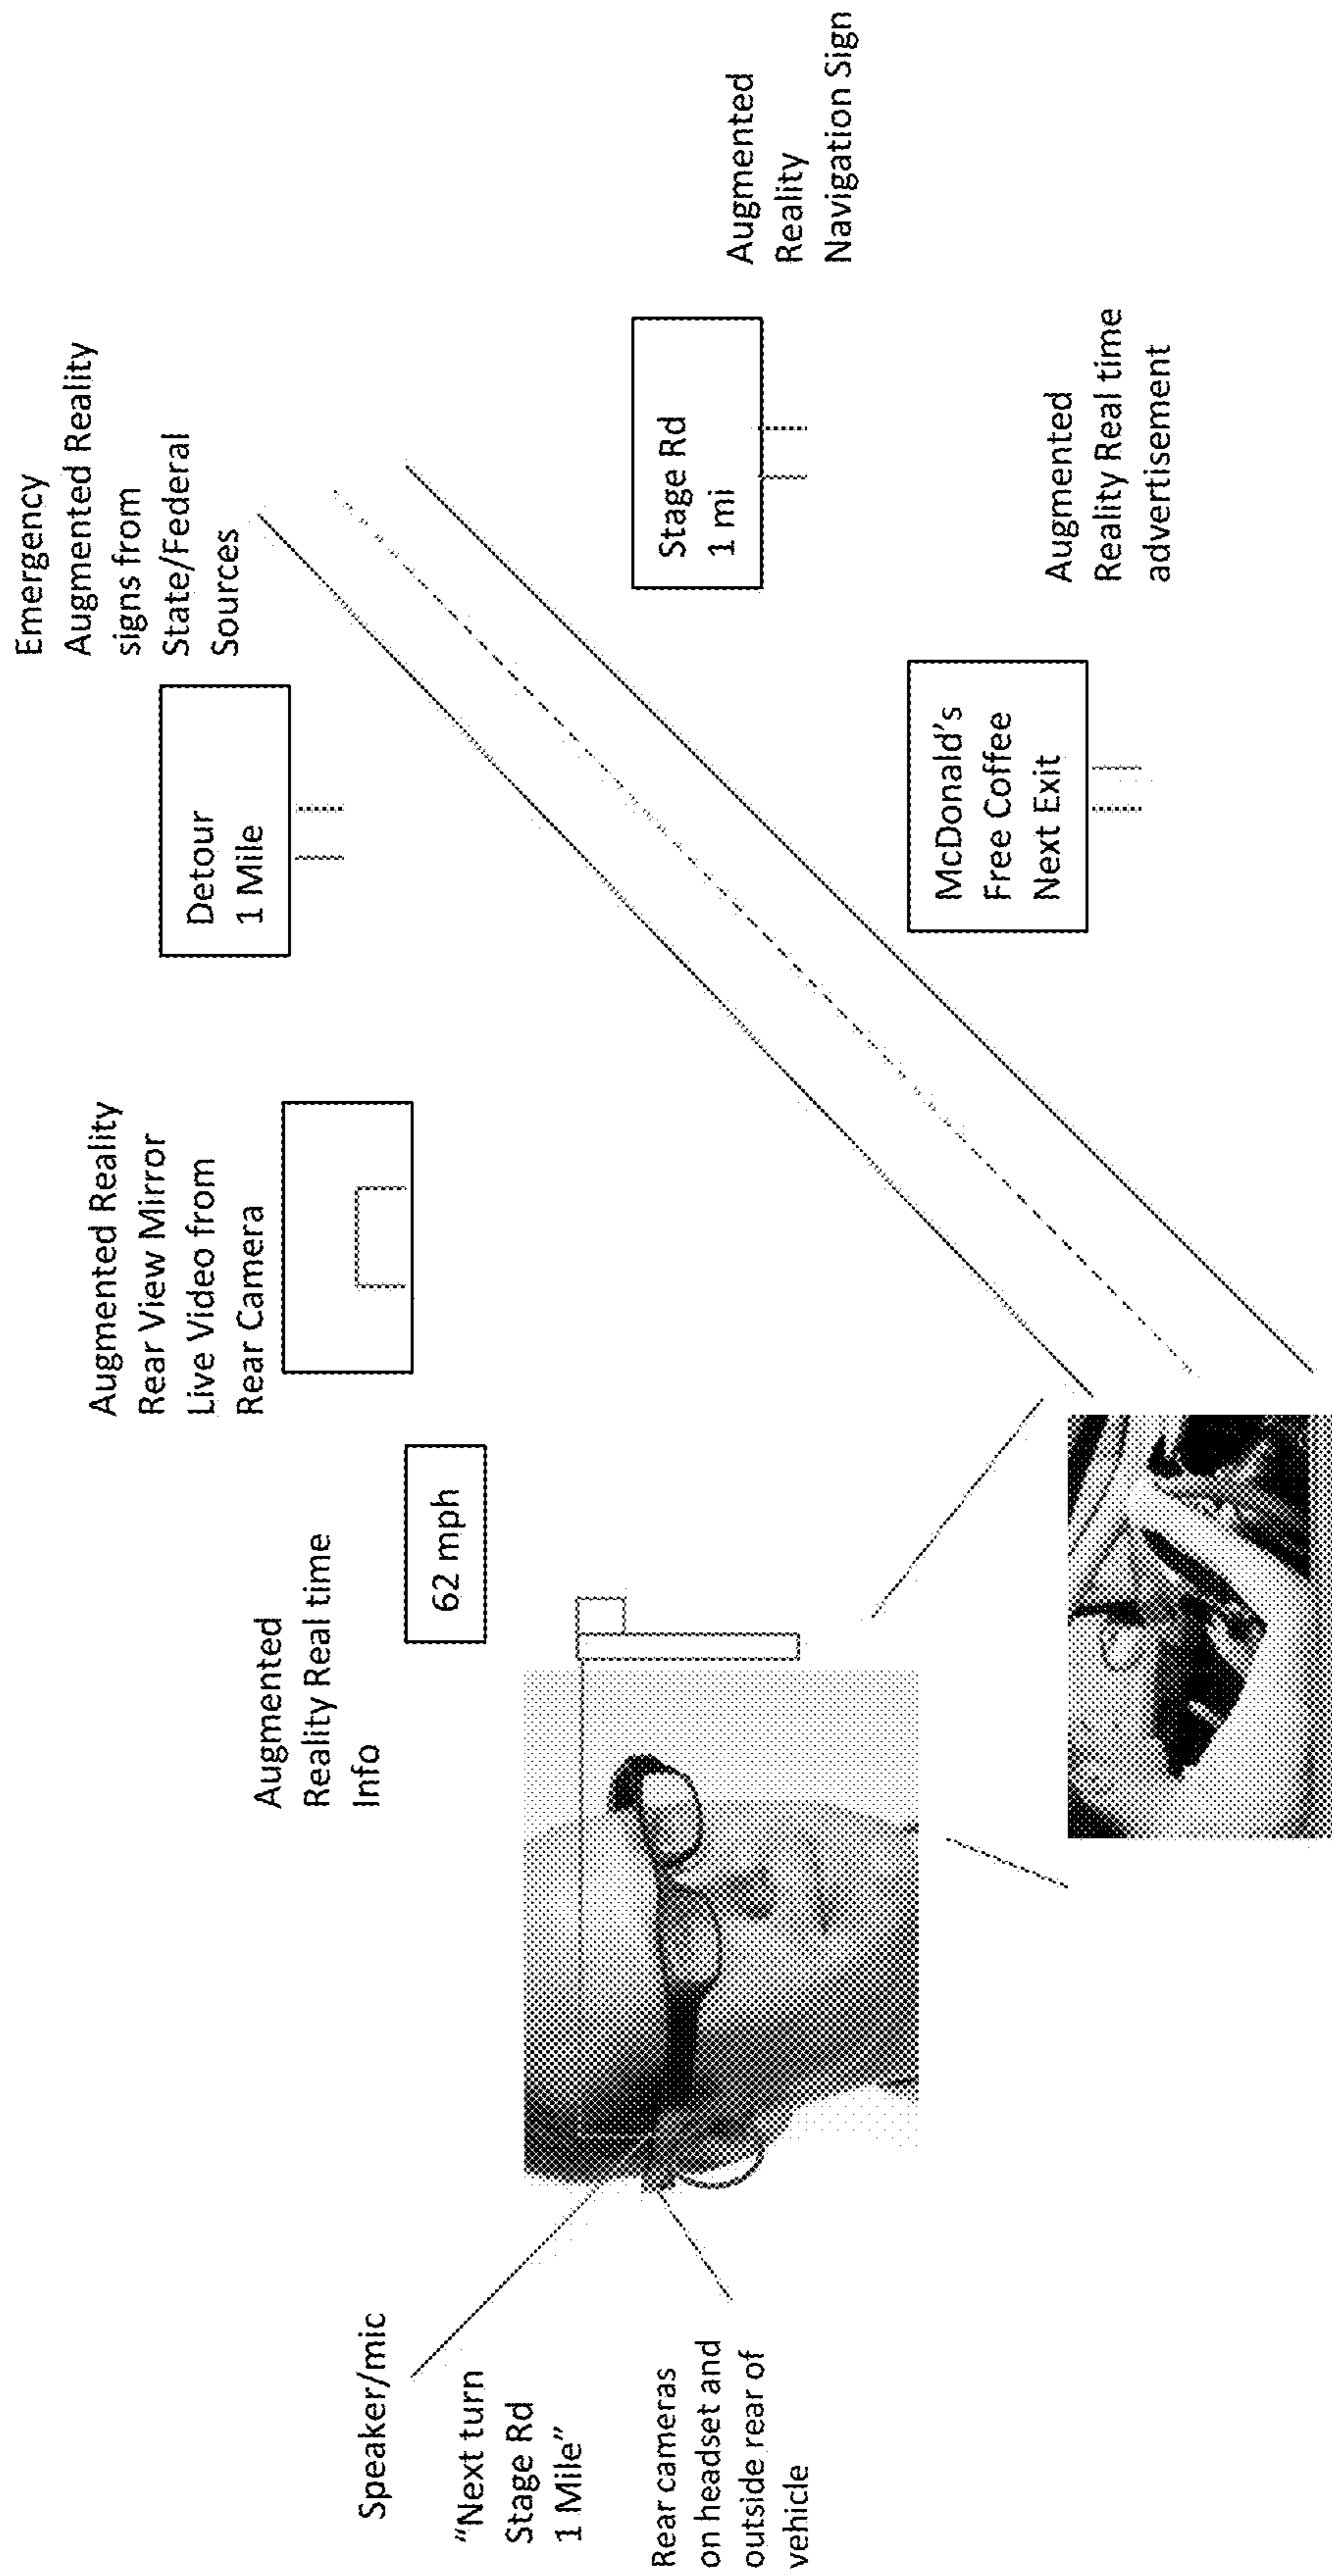 Speaker/mic
"Next turn
Stage Rd
1 Mile"
Rear cameras
on headset and
outside rear of
vehicle
Augmented
Reality Real time
Info
62 mph
Augmented Reality
Rear View Mirror
Live Video from
Rear Camera
Emergency
Augmented Reality
signs from
State/Federal
Sources
Detour
1 Mile
McDonald's
Free Coffee
Next Exit
Augmented
Reality Real time
advertisement
Stage Rd
1 mi
Augmented
Reality
Navigation Sign